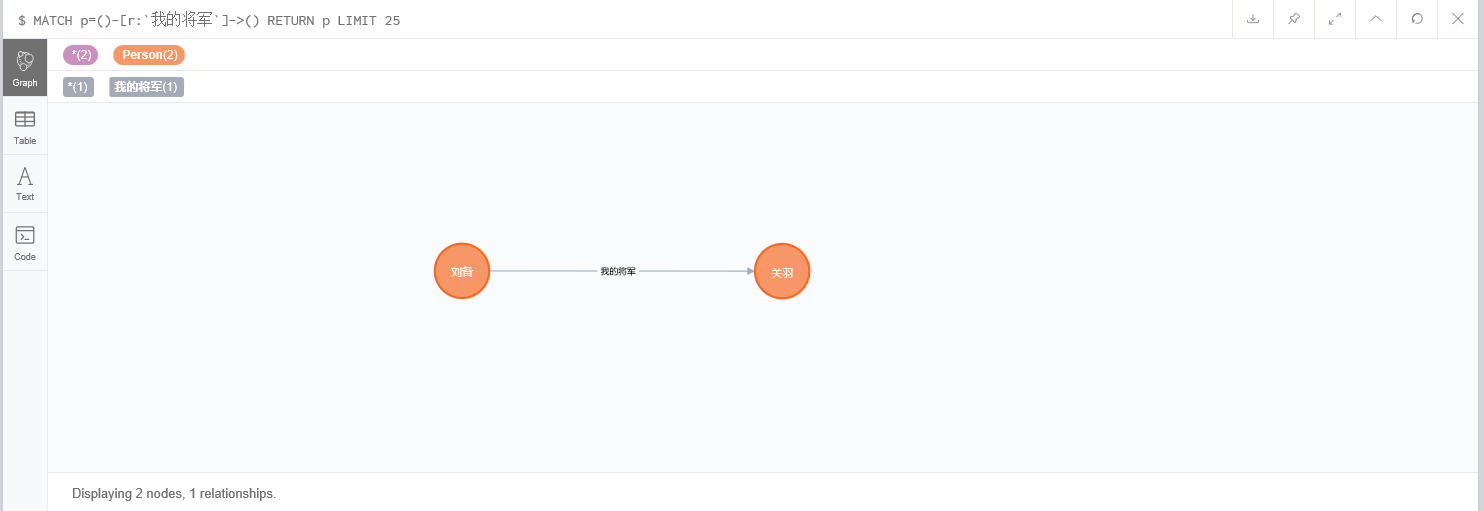 $ MATCH p=()-[r:`我的将军`]->() RETURN p LIMIT 25
*(2) Person(2)
*(1) 我的将军(1)
Graph
Table
Text
Code
刘备 我的将军 关羽
Displaying 2 nodes, 1 relationships.